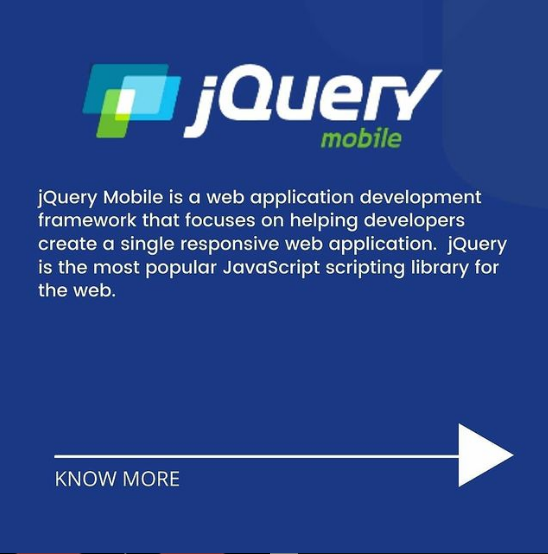 jQuery
mobile
jQuery Mobile is a web application development
framework that focuses on helping developers
create a single responsive web application.  jQuery
is the most popular JavaScript scripting library for
the web.
KNOW MORE